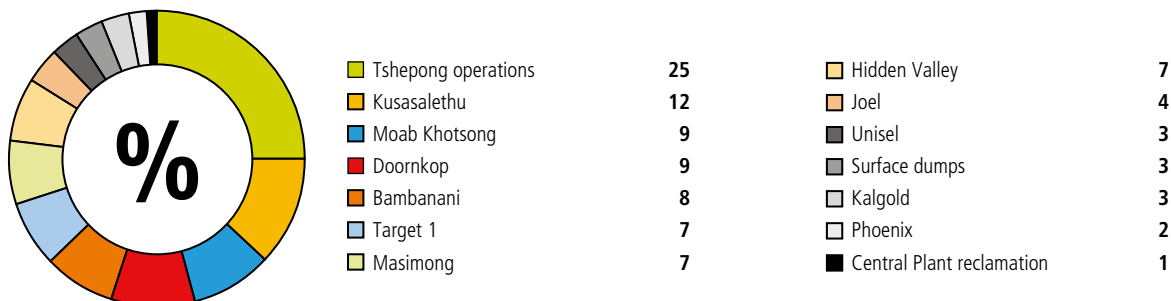 %
Tshepong operations 25
Kusasalethu 12
Moab Khotsong 9
Doornkop 9
Bambanani 8
Target 1 7
Masimong 7
Hidden Valley 7
Joel 4
Unisel 3
Surface dumps 3
Kalgold 3
Phoenix 2
Central Plant reclamation 1